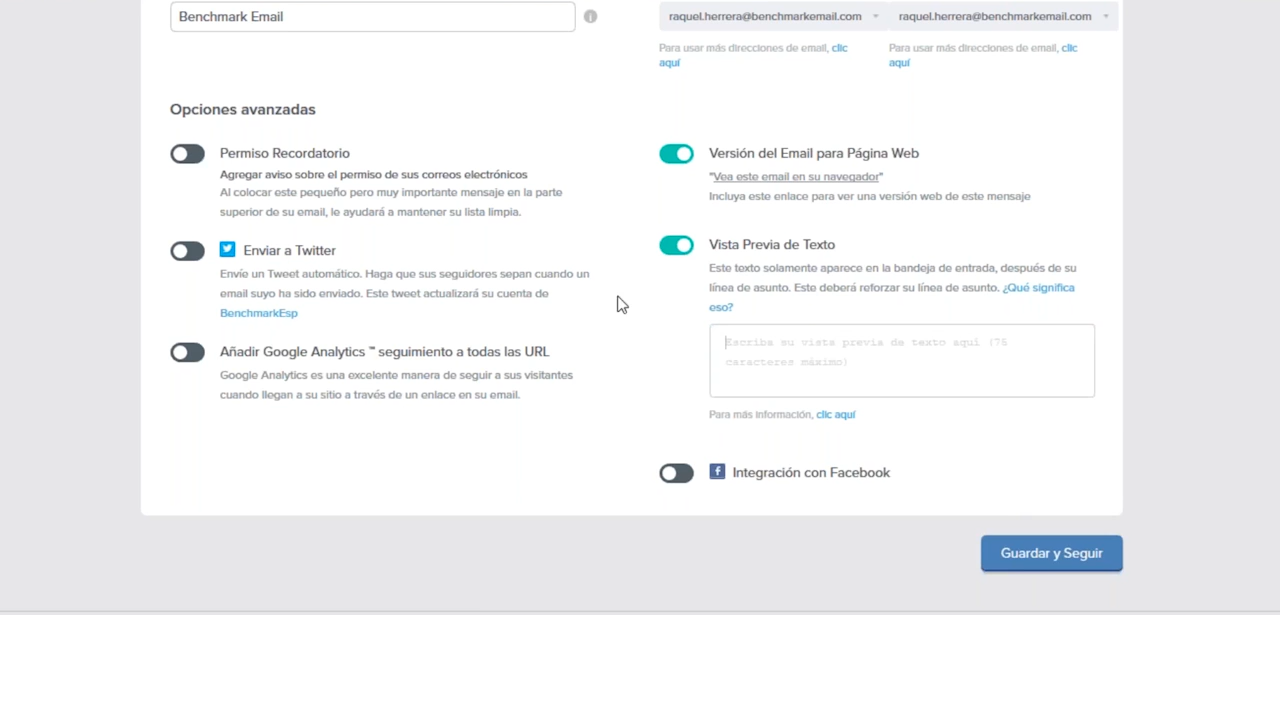 Benchmark Email
raquel.herrera@benchmarkemail.com
raquel.herrera@benchmarkemail.com
Para usar más direcciones de email, clic
aquí
Para usar más direcciones de email, clic
aquí
Opciones avanzadas
Permiso Recordatorio
Agregar aviso sobre el permiso de sus correos electrónicos
Al colocar este pequeño pero muy importante mensaje en la parte
superior de su email, le ayudará a mantener su lista limpia.
Enviar a Twitter
Envíe un Tweet automático. Haga que sus seguidores sepan cuando un
email suyo ha sido enviado. Este tweet actualizará su cuenta de
BenchmarkEsp
Añadir Google Analytics ™ seguimiento a todas las URL
Google Analytics es una excelente manera de seguir a sus visitantes
cuando llegan a su sitio a través de un enlace en su email.
Versión del Email para Página Web
"Vea este email en su navegador"
Incluya este enlace para ver una versión web de este mensaje
Vista Previa de Texto
Este texto solamente aparece en la bandeja de entrada, después de su
línea de asunto. Este deberá reforzar su línea de asunto. ¿Qué significa
eso?
Escriba su vista previa de texto aquí (75
caracteres máximo)
Para más información, clic aquí
Integración con Facebook
Guardar y Seguir